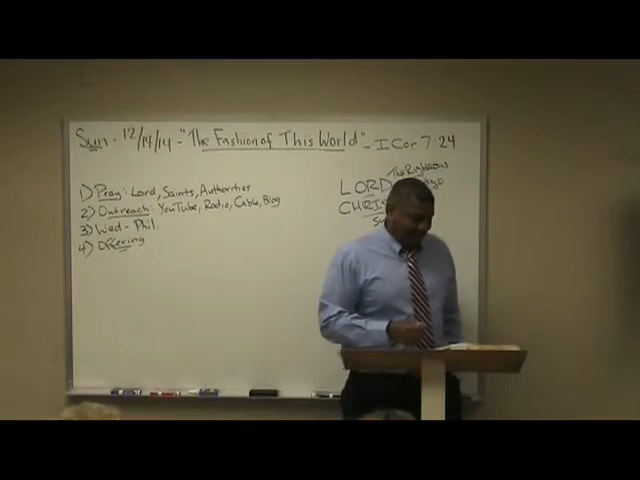 Sun. 12/14/14 - "The Fashion of This World" - I Cor 7:24
1) Pray: Lord, Saints, Authorities
2) Outreach: YouTube, Radio, Cable, Blog
3) Wed - Phil.
4) Offering
The Righteous
LORD